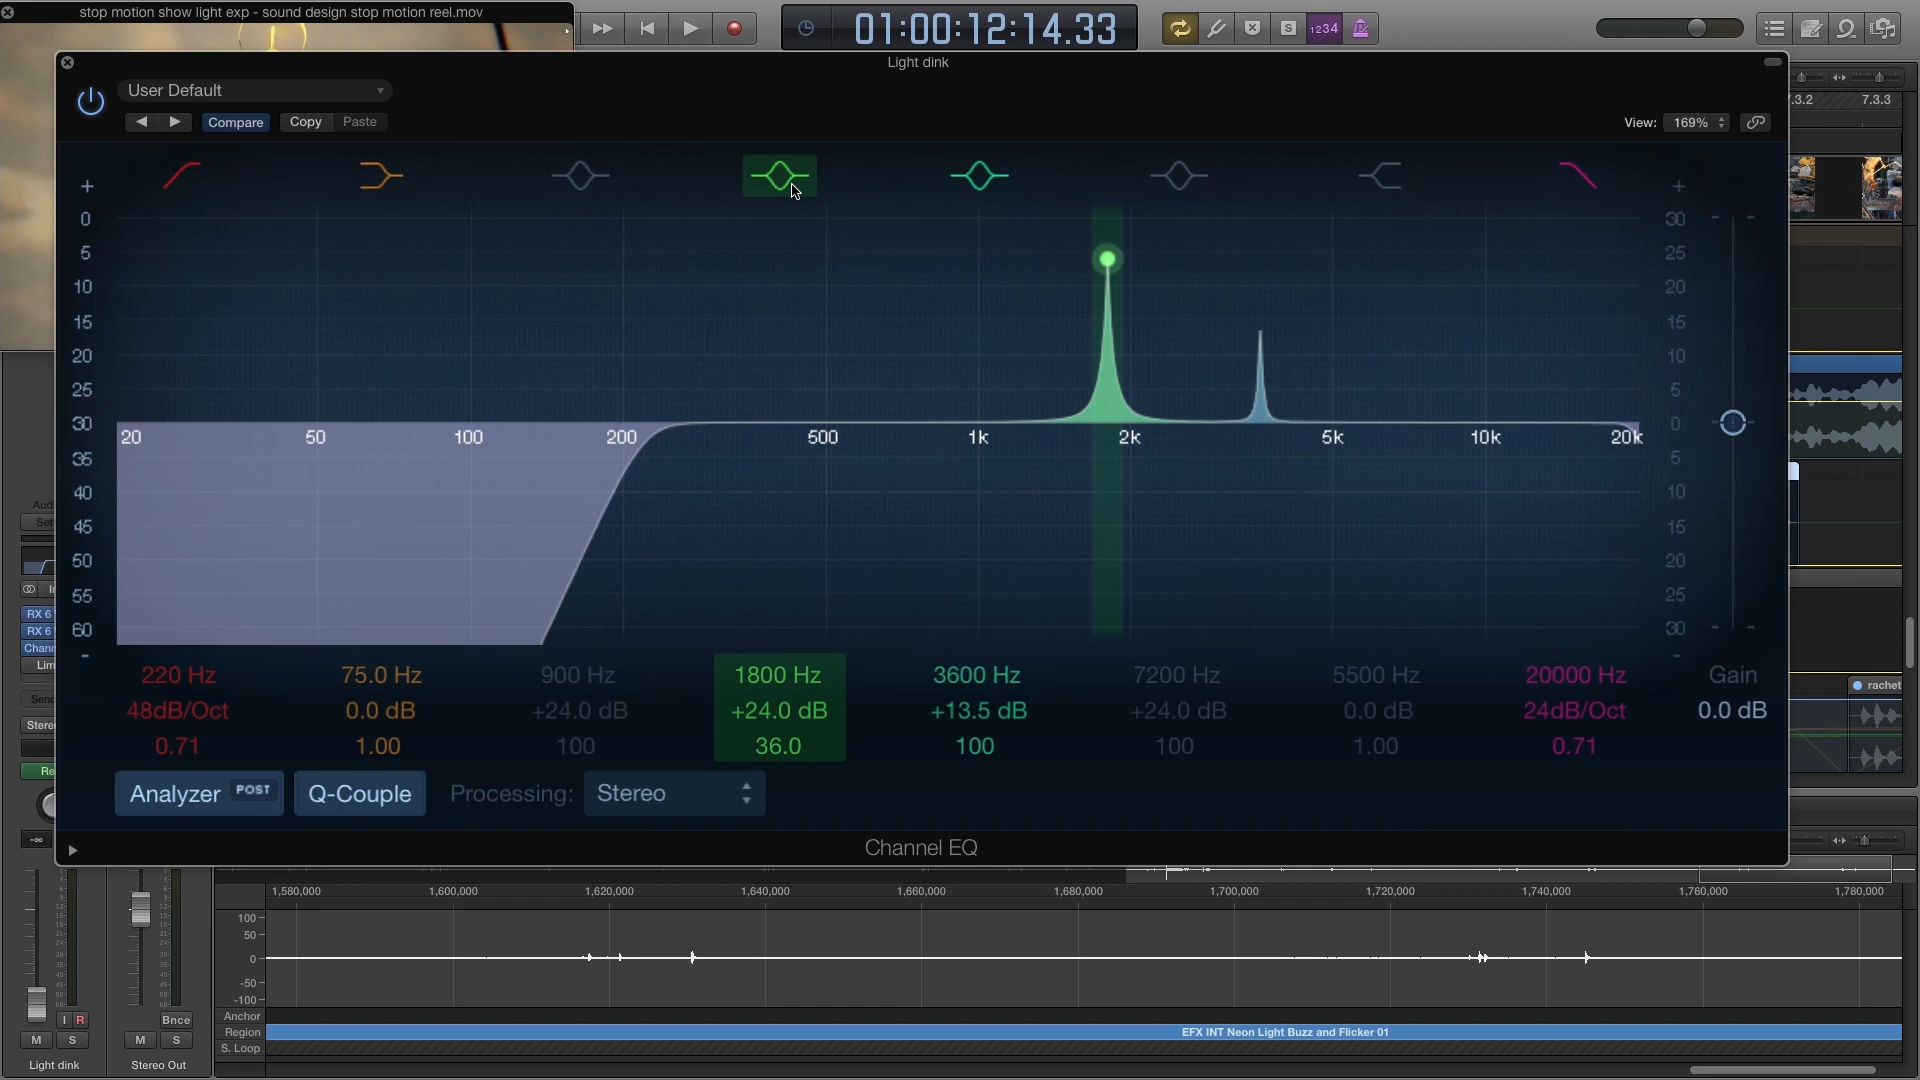 stop motion show light exp - sound design stop motion reel.mov
01:00:12:14.33
S
1234
Light dink
User Default
Compare
Copy
Paste
View:
169%
7.3.2
7.3.3
+
0
5
10
15
20
25
30
35
40
45
50
55
60
-
20
50
100
200
500
1k
2k
5k
10k
20k
+
30
25
20
15
10
5
0
5
10
15
20
25
30
-
220 Hz
48dB/Oct
0.71
75.0 Hz
0.0 dB
1.00
900 Hz
+24.0 dB
100
1800 Hz
+24.0 dB
36.0
3600 Hz
+13.5 dB
100
7200 Hz
+24.0 dB
100
5500 Hz
0.0 dB
1.00
20000 Hz
24dB/Oct
0.71
Gain
0.0 dB
Analyzer POST
Q-Couple
Processing:
Stereo
Channel EQ
Aud
Set
In
RX 6
RX 6
Chann
Lim
Send
Stereo
Re
-∞
rachet
1,580,000
1,600,000
1,620,000
1,640,000
1,660,000
1,680,000
1,700,000
1,720,000
1,740,000
1,760,000
1,780,000
100
50
0
-50
-100
Anchor
Region
EFX INT Neon Light Buzz and Flicker 01
S. Loop
I R
Bnce
M S
M S
Light dink
Stereo Out